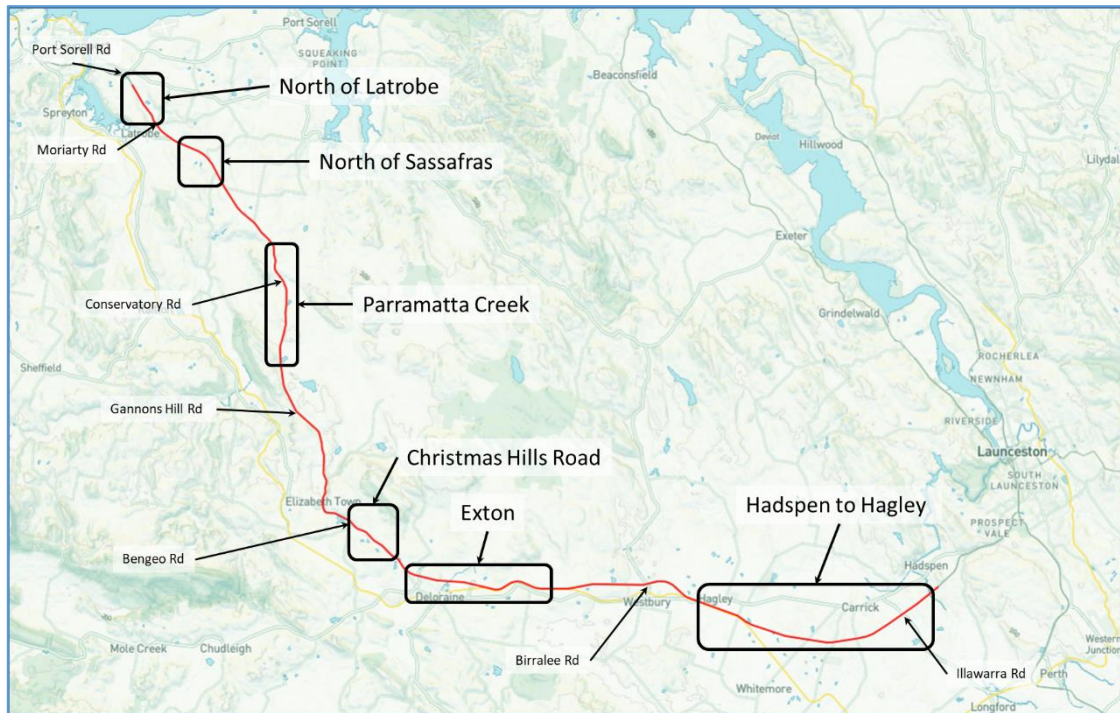 Port Sorell
Port Sorell Rd
SQUEAKING
POINT
Beaconsfield
North of Latrobe
Spreyton
Latrobe
Deviot
Hillwood
Moriarty Rd
North of Sassafras
Lilydale
Exeter
Conservatory Rd
Parramatta Creek
Grindelwald
ROCHERLEA
Sheffield
NEWNHAM
Gannons Hill Rd
RIVERSIDE
Christmas Hills Road
Launceston
SOUTH
LAUNCESTON
Elizabeth Town
Exton
Hadspen to Hagley
PROSPECT
VALE
Bengeo Rd
Hadspen
Deloraine
Westbury
Hagley
Carrick
Mole Creek
Chudleigh
Birralee Rd
Western
Junction
Whitemore
Illawarra Rd
Perth
Longford